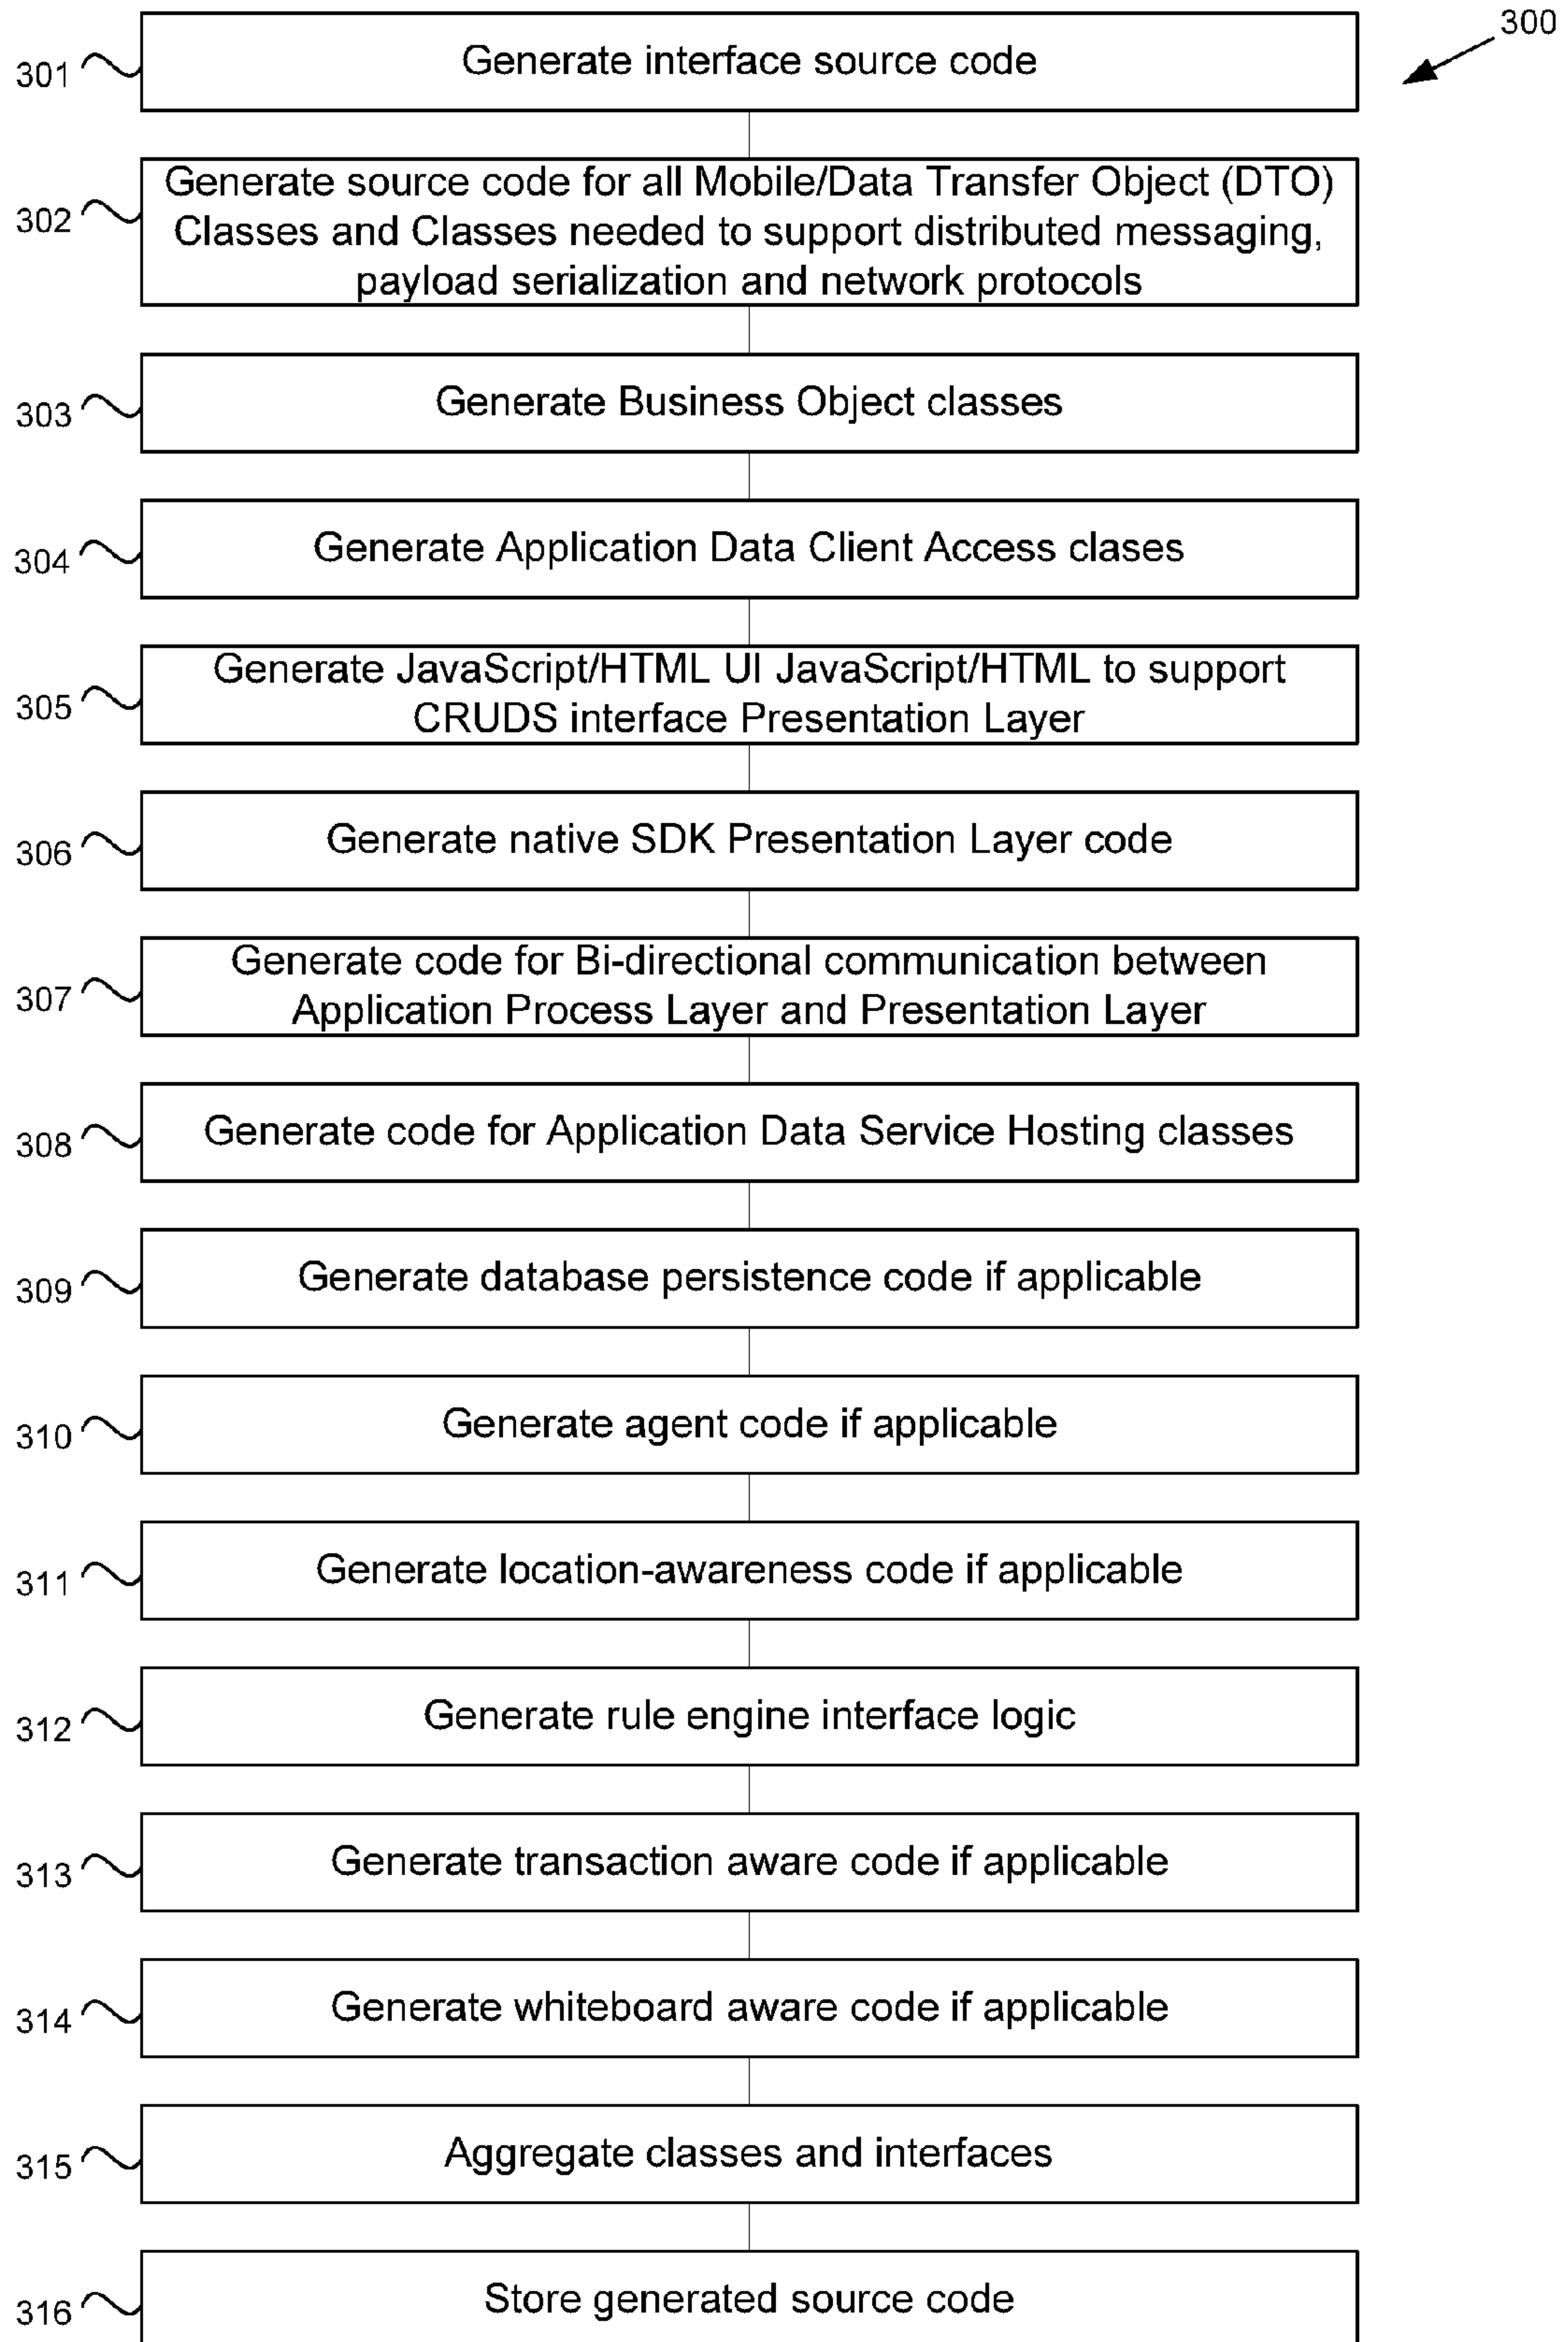 300
301
Generate interface source code
302
Generate source code for all Mobile/Data Transfer Object (DTO)
Classes and Classes needed to support distributed messaging,
payload serialization and network protocols
303
Generate Business Object classes
304
Generate Application Data Client Access clases
305
Generate JavaScript/HTML UI JavaScript/HTML to support
CRUDS interface Presentation Layer
306
Generate native SDK Presentation Layer code
307
Generate code for Bi-directional communication between
Application Process Layer and Presentation Layer
308
Generate code for Application Data Service Hosting classes
309
Generate database persistence code if applicable
310
Generate agent code if applicable
311
Generate location-awareness code if applicable
312
Generate rule engine interface logic
313
Generate transaction aware code if applicable
314
Generate whiteboard aware code if applicable
315
Aggregate classes and interfaces
316
Store generated source code